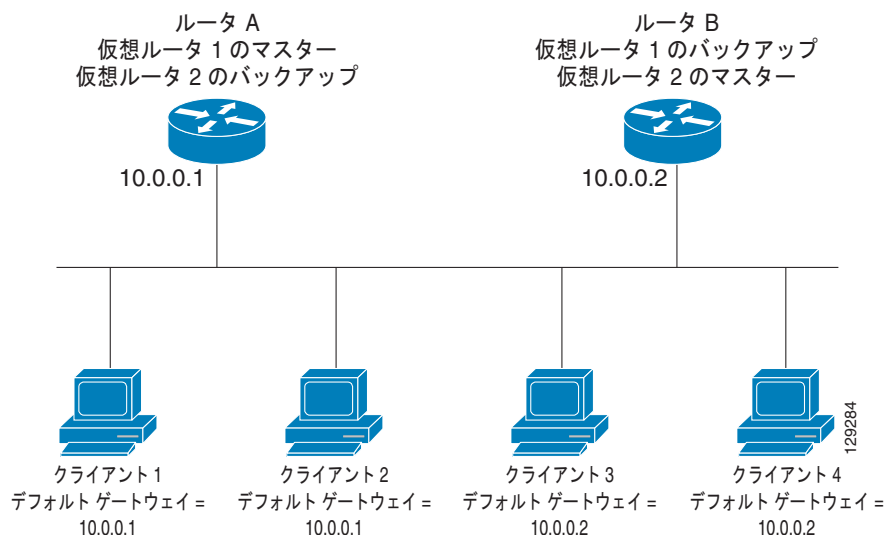 ルータ A
仮想ルータ 1 のマスター
仮想ルータ 2 のバックアップ
ルータ B
仮想ルータ 1 のバックアップ
仮想ルータ 2 のマスター
10.0.0.1
10.0.0.2
クライアント 1
デフォルト ゲートウェイ =
10.0.0.1
クライアント 2
デフォルト ゲートウェイ =
10.0.0.1
クライアント 3
デフォルト ゲートウェイ =
10.0.0.2
クライアント 4
デフォルト ゲートウェイ =
10.0.0.2
129284